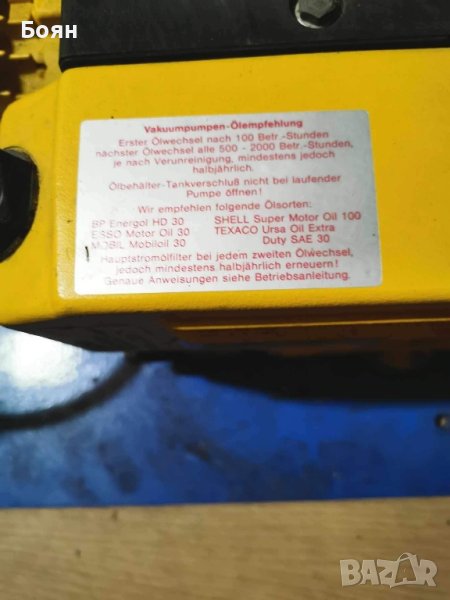 Боян
Vakuumpumpen-Ölempfehlung
Erster Ölwechsel nach 100 Betr.-Stunden
nächster Ölwechsel alle 500 - 2000 Betr.-Stunden,
je nach Verunreinigung, mindestens jedoch
halbjährlich.
Ölbehälter-Tankverschluß nicht bei laufender
Pumpe öffnen!
Wir empfehlen folgende Ölsorten:
BP Energol HD 30 SHELL Super Motor Oil 100
ESSO Motor Oil 30 TEXACO Ursa Oil Extra
MOBIL Mobiloil 30 Duty SAE 30
Hauptstromölfilter bei jedem zweiten Ölwechsel,
jedoch mindestens halbjährlich erneuern!
Genaue Anweisungen siehe Betriebsanleitung.
BAZAR